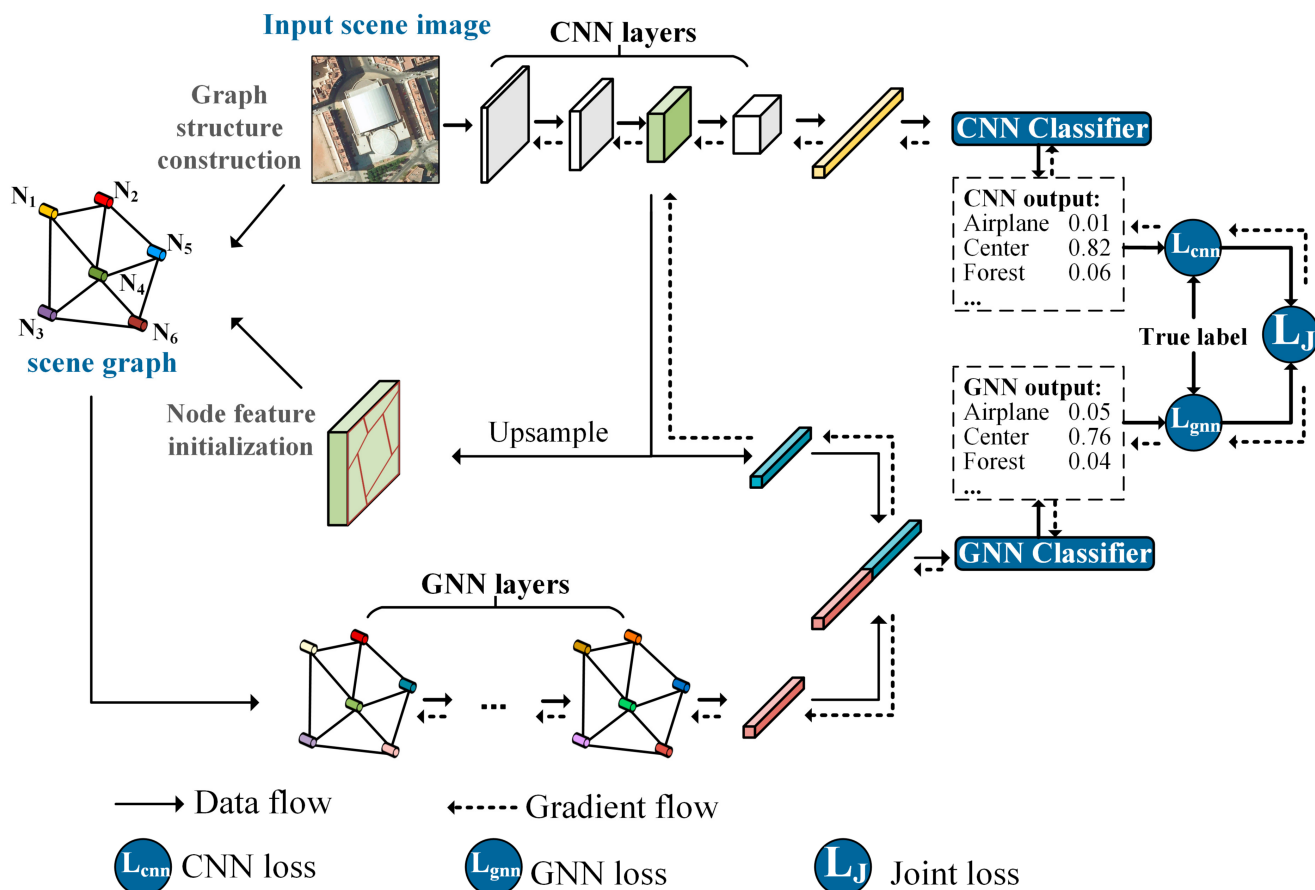 Input scene image
CNN layers
Graph
structure
construction
CNN Classifier
N1
N2
N5
N4
N3
N6
scene graph
CNN output:
Airplane 0.01
Center 0.82
Forest 0.06
...
Lcnn
True label
LJ
Node feature
initialization
Upsample
GNN output:
Airplane 0.05
Center 0.76
Forest 0.04
...
Lgnn
GNN Classifier
GNN layers
...
Data flow
Gradient flow
Lcnn CNN loss
Lgnn GNN loss
LJ Joint loss